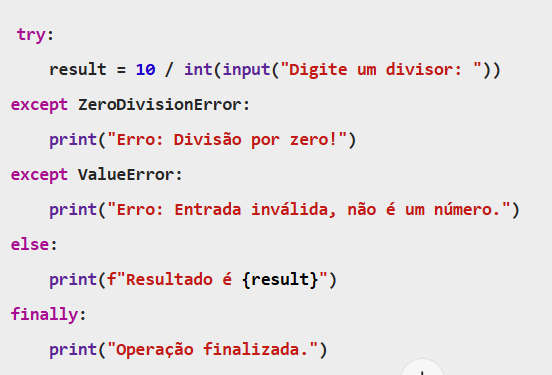 try:
    result = 10 / int(input("Digite um divisor: "))
except ZeroDivisionError:
    print("Erro: Divisão por zero!")
except ValueError:
    print("Erro: Entrada inválida, não é um número.")
else:
    print(f"Resultado é {result}")
finally:
    print("Operação finalizada.")